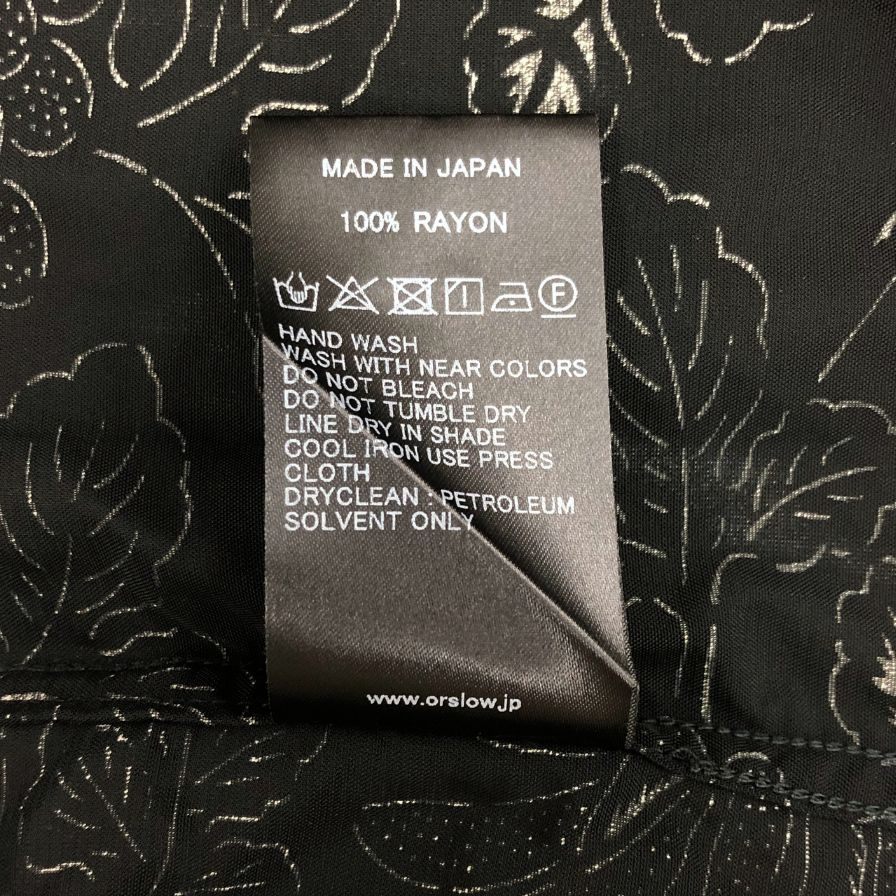 MADE IN JAPAN
100% RAYON
F
HAND WASH
WASH WITH NEAR COLORS
DO NOT BLEACH
DO NOT TUMBLE DRY
LINE DRY IN SHADE
COOL IRON USE PRESS
CLOTH
DRYCLEAN : PETROLEUM
SOLVENT ONLY
www.orslow.jp